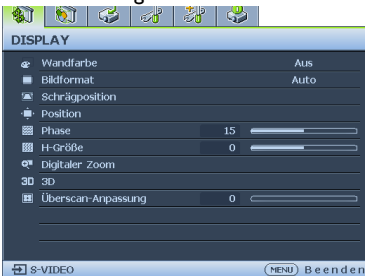 DISPLAY
Wandfarbe Aus
Bildformat Auto
Schrägposition
Position
Phase 15
H-Größe 0
Digitaler Zoom
3D 3D
Überscan-Anpassung 0
S-VIDEO MENU Beenden